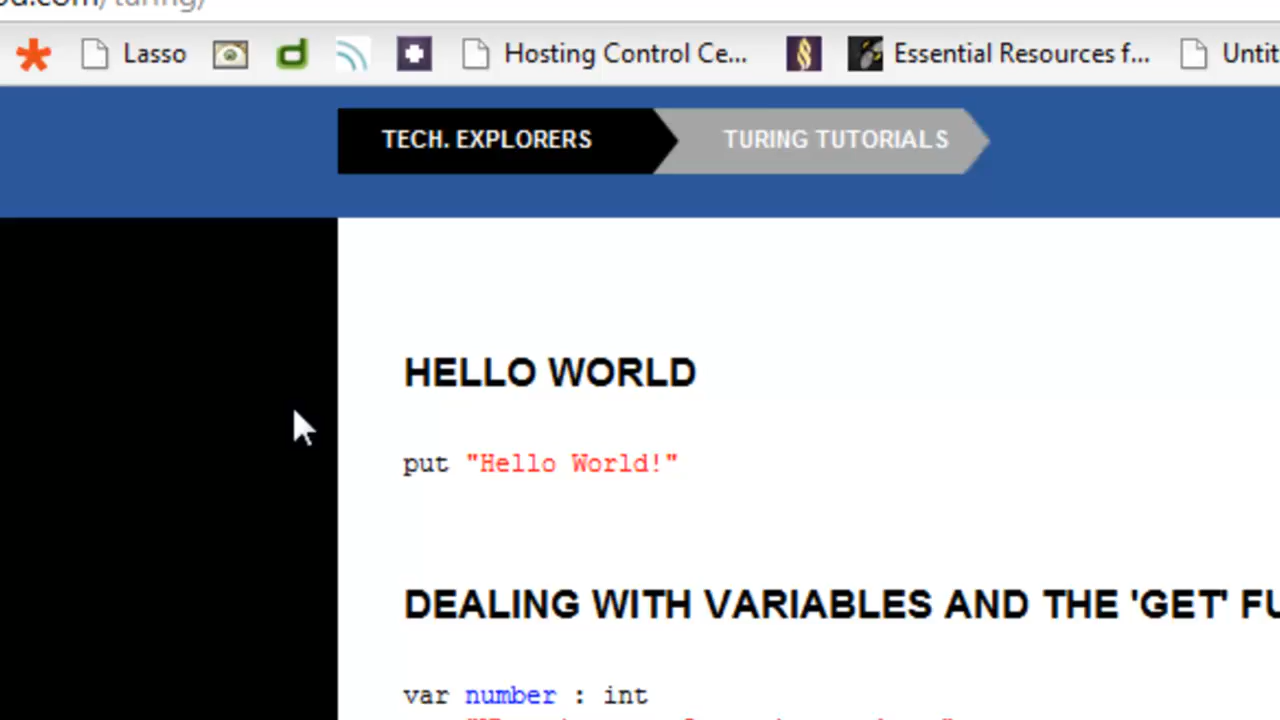 /turing/
Lasso Hosting Control Ce... Essential Resources f... Untit
TECH. EXPLORERS TURING TUTORIALS
HELLO WORLD
put "Hello World!"
DEALING WITH VARIABLES AND THE 'GET' FU
var number : int